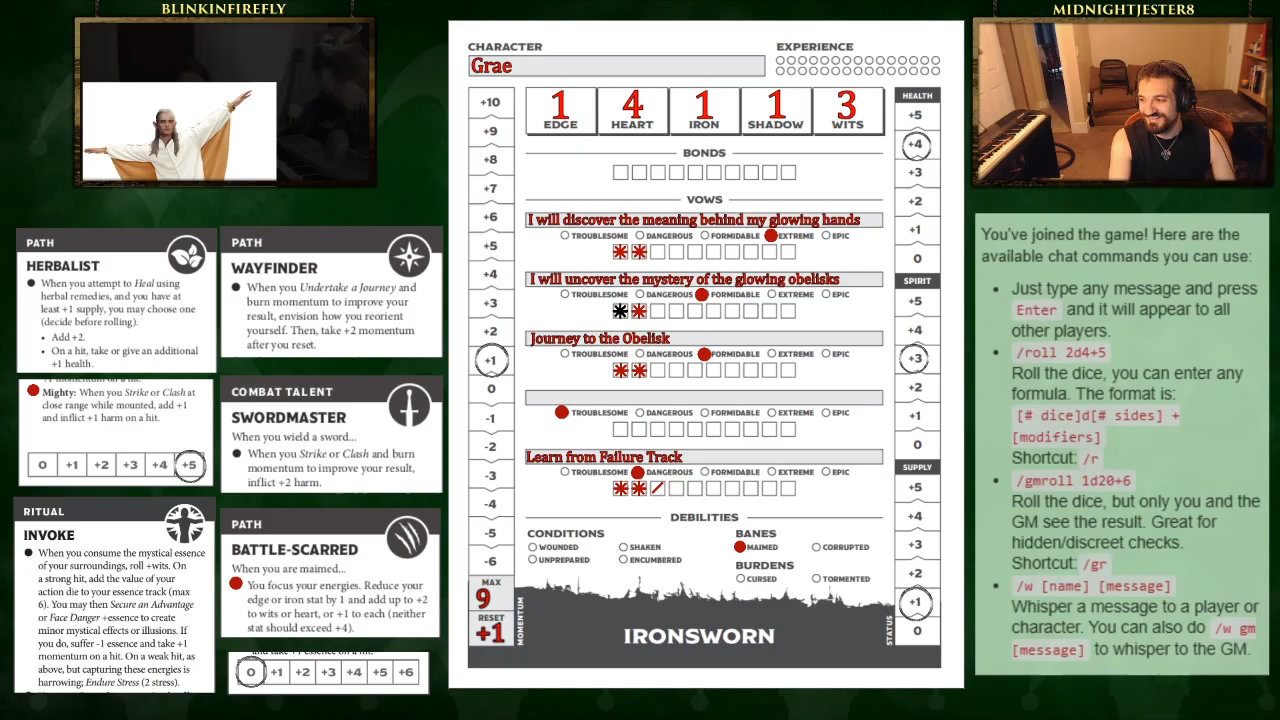 BLINKINFIREFLY
MIDNIGHTJESTER8
CHARACTER
Grae
EXPERIENCE
1 EDGE
4 HEART
1 IRON
1 SHADOW
3 WITS
BONDS
VOWS
I will discover the meaning behind my glowing hands
TROUBLESOME DANGEROUS FORMIDABLE EXTREME EPIC
I will uncover the mystery of the glowing obelisks
TROUBLESOME DANGEROUS FORMIDABLE EXTREME EPIC
Journey to the Obelisk
TROUBLESOME DANGEROUS FORMIDABLE EXTREME EPIC
TROUBLESOME DANGEROUS FORMIDABLE EXTREME EPIC
Learn from Failure Track
TROUBLESOME DANGEROUS FORMIDABLE EXTREME EPIC
DEBILITIES
CONDITIONS
WOUNDED SHAKEN
UNPREPARED ENCUMBERED
BANES
MAIMED CORRUPTED
BURDENS
CURSED TORMENTED
IRONSWORN
+10
+9
+8
+7
+6
+5
+4
+3
+2
+1
0
-1
-2
-3
-4
-5
-6
MAX
9
RESET
+1
MOMENTUM
HEALTH
+5
+4
+3
+2
+1
0
SPIRIT
+5
+4
+3
+2
+1
0
SUPPLY
+5
+4
+3
+2
+1
0
STATUS
PATH
HERBALIST
When you attempt to Heal using
herbal remedies, and you have at
least +1 supply, you may choose one
(decide before rolling).
• Add +2.
• On a hit, take or give an additional
+1 health.
PATH
WAYFINDER
When you Undertake a Journey and
burn momentum to improve your
result, envision how you reorient
yourself. Then, take +2 momentum
after you reset.
+1 momentum on a hit.
Mighty: When you Strike or Clash at
close range while mounted, add +1
and inflict +1 harm on a hit.
0 +1 +2 +3 +4 +5
COMBAT TALENT
SWORDMASTER
When you wield a sword...
When you Strike or Clash and burn
momentum to improve your result,
inflict +2 harm.
RITUAL
INVOKE
When you consume the mystical essence
of your surroundings, roll +wits. On
a strong hit, add the value of your
action die to your essence track (max
6). You may then Secure an Advantage
or Face Danger +essence to create
minor mystical effects or illusions. If
you do, suffer -1 essence and take +1
momentum on a hit. On a weak hit, as
above, but capturing these energies is
harrowing; Endure Stress (2 stress).
PATH
BATTLE-SCARRED
When you are maimed...
You focus your energies. Reduce your
edge or iron stat by 1 and add up to +2
to wits or heart, or +1 to each (neither
stat should exceed +4).
and take +1 essence on a hit.
0 +1 +2 +3 +4 +5 +6
You've joined the game! Here are the
available chat commands you can use:
• Just type any message and press
Enter and it will appear to all
other players.
• /roll 2d4+5
Roll the dice, you can enter any
formula. The format is:
[# dice]d[# sides] +
[modifiers]
Shortcut: /r
• /gmroll 1d20+6
Roll the dice, but only you and the
GM see the result. Great for
hidden/discreet checks.
Shortcut: /gr
• /w [name] [message]
Whisper a message to a player or
character. You can also do /w gm
[message] to whisper to the GM.